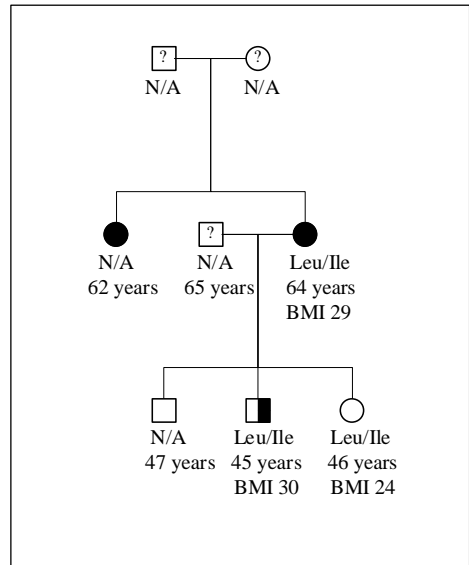 ? ?
N/A N/A
?
N/A N/A Leu/Ile
62 years 65 years 64 years
BMI 29
N/A Leu/Ile Leu/Ile
47 years 45 years 46 years
BMI 30 BMI 24